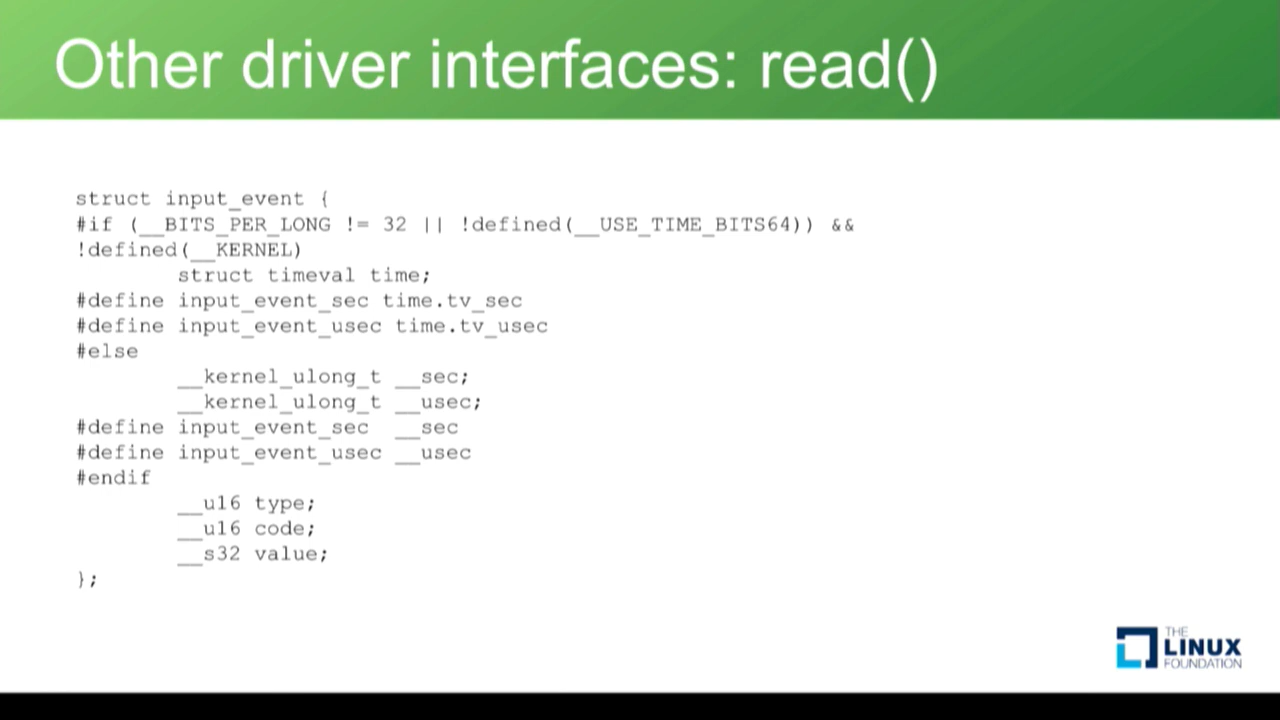 Other driver interfaces: read()
struct input_event {
#if (__BITS_PER_LONG != 32 || !defined(__USE_TIME_BITS64)) &&
!defined(__KERNEL)
struct timeval time;
#define input_event_sec time.tv_sec
#define input_event_usec time.tv_usec
#else
__kernel_ulong_t __sec;
__kernel_ulong_t __usec;
#define input_event_sec __sec
#define input_event_usec __usec
#endif
__u16 type;
__u16 code;
__s32 value;
};
THE
LINUX
FOUNDATION